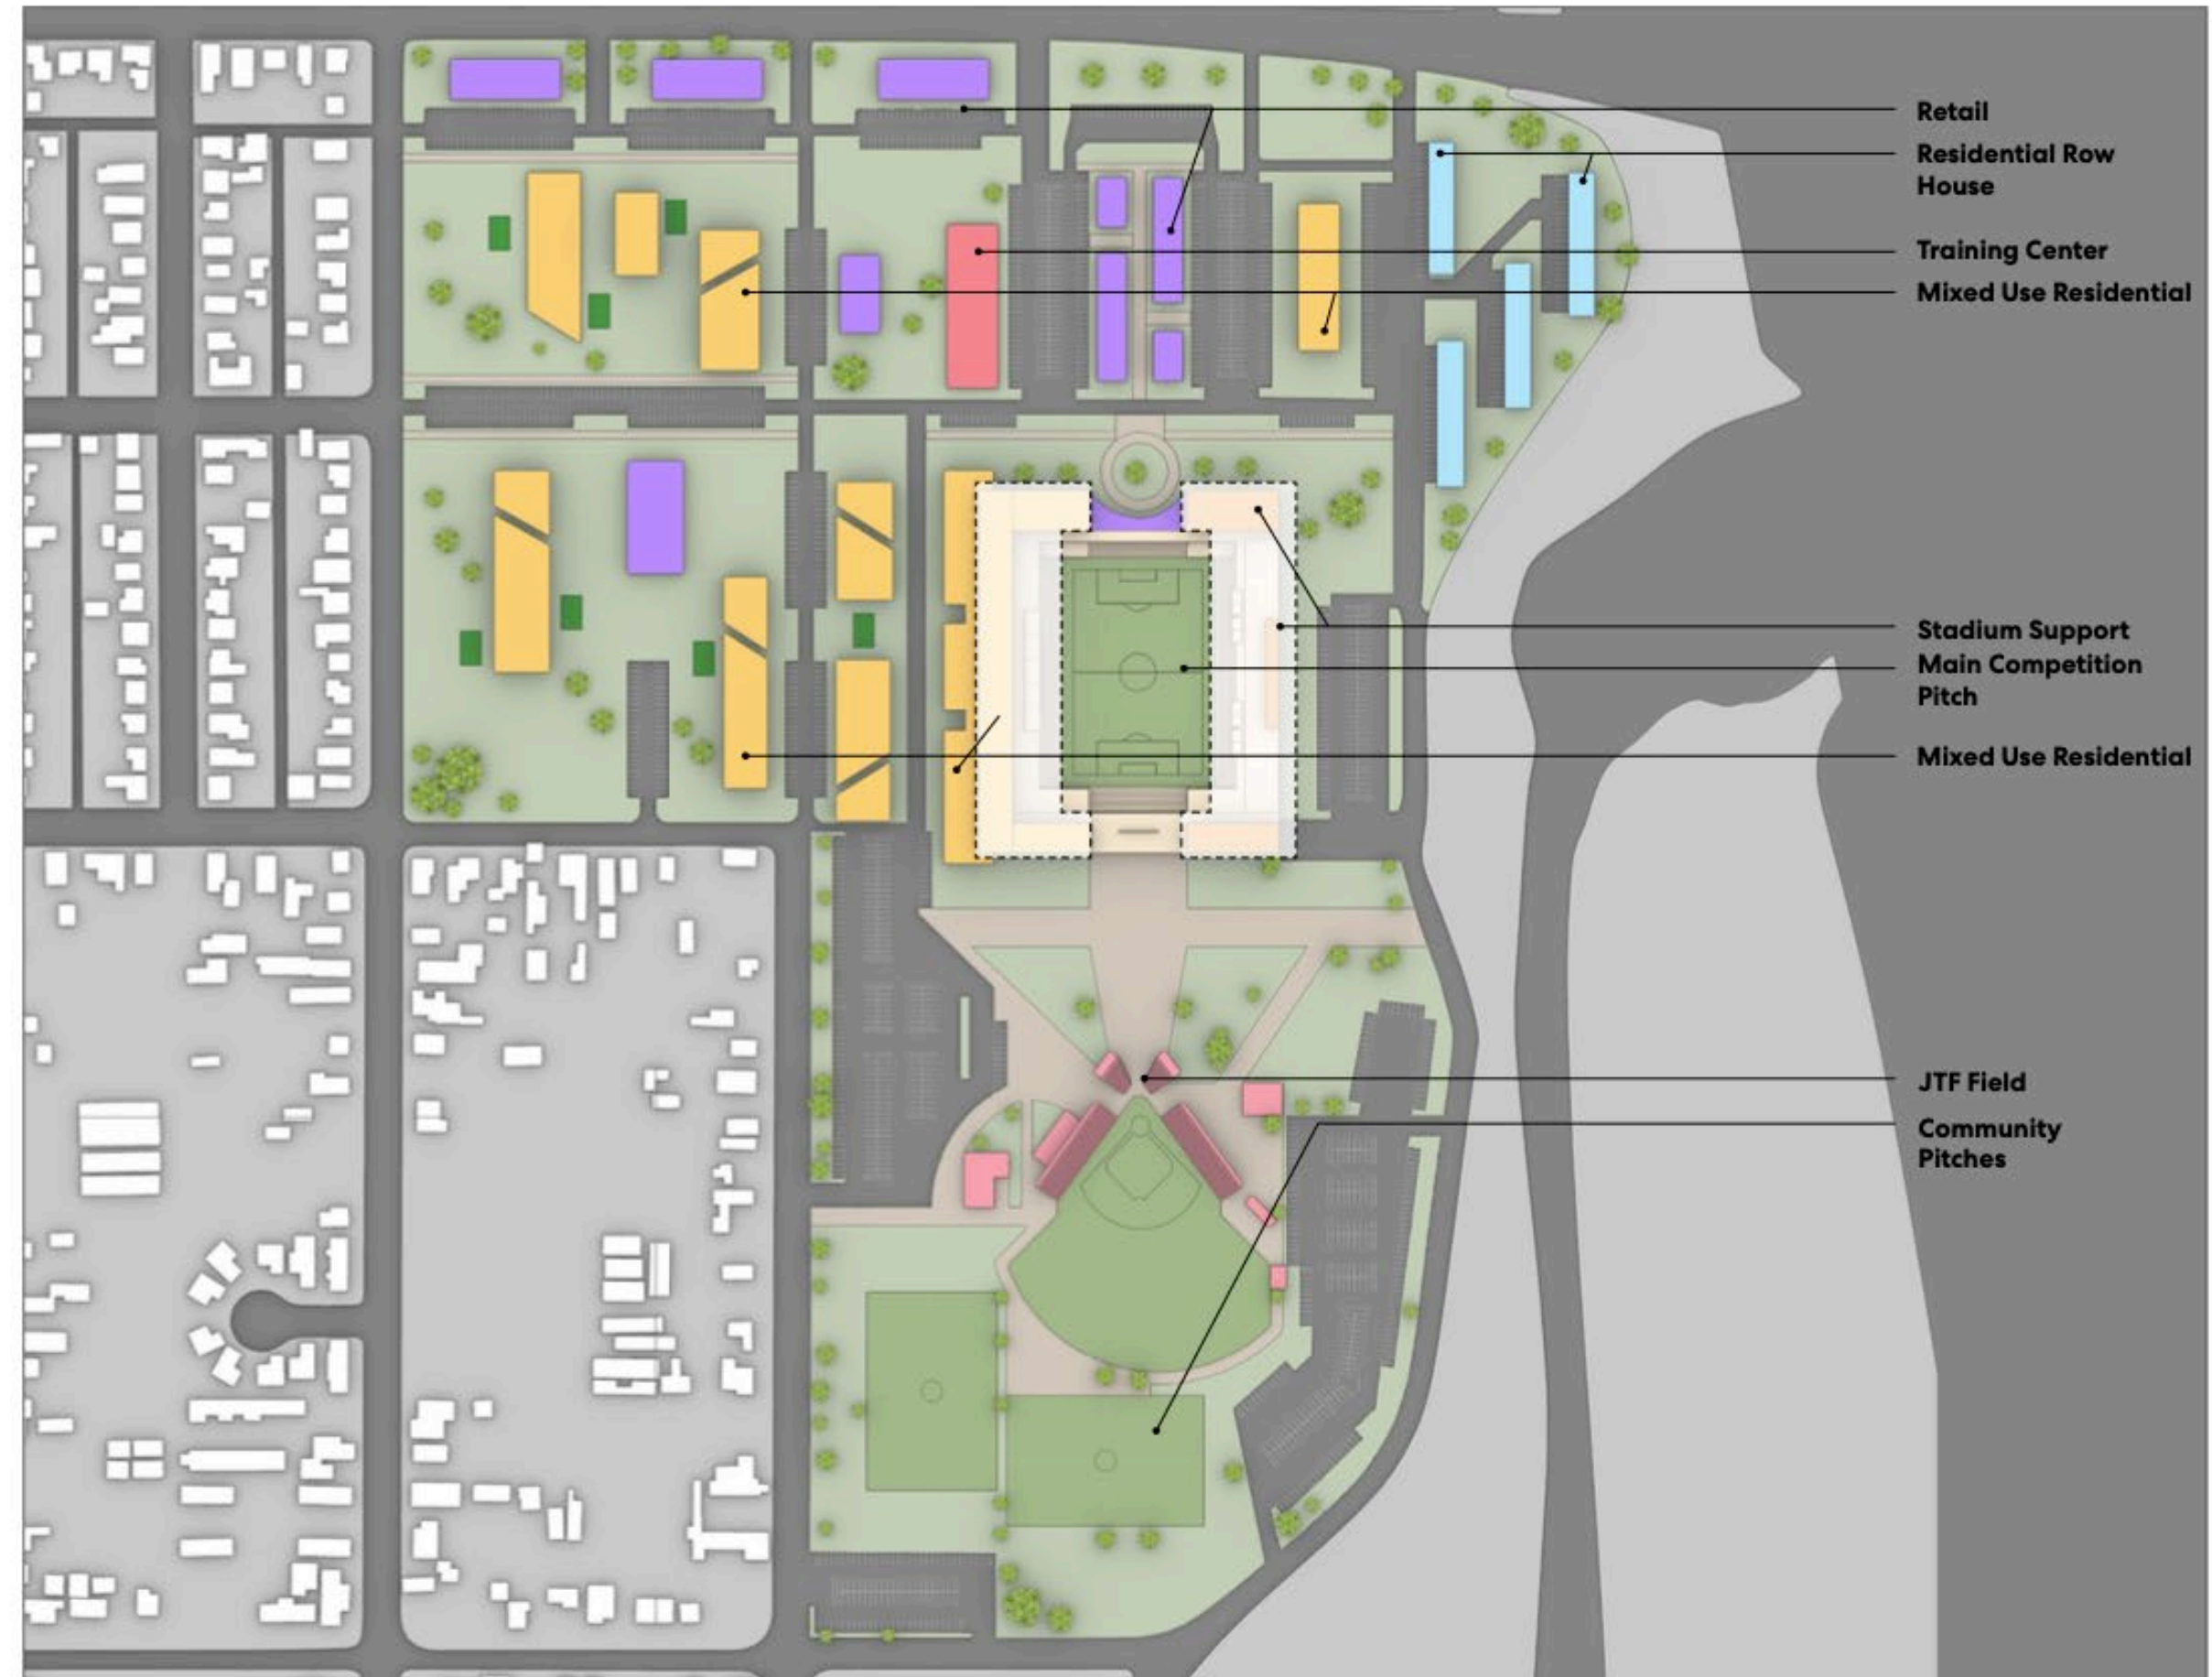 Retail
Residential Row
House
Training Center
Mixed Use Residential
Stadium Support
Main Competition
Pitch
Mixed Use Residential
JTF Field
Community
Pitches